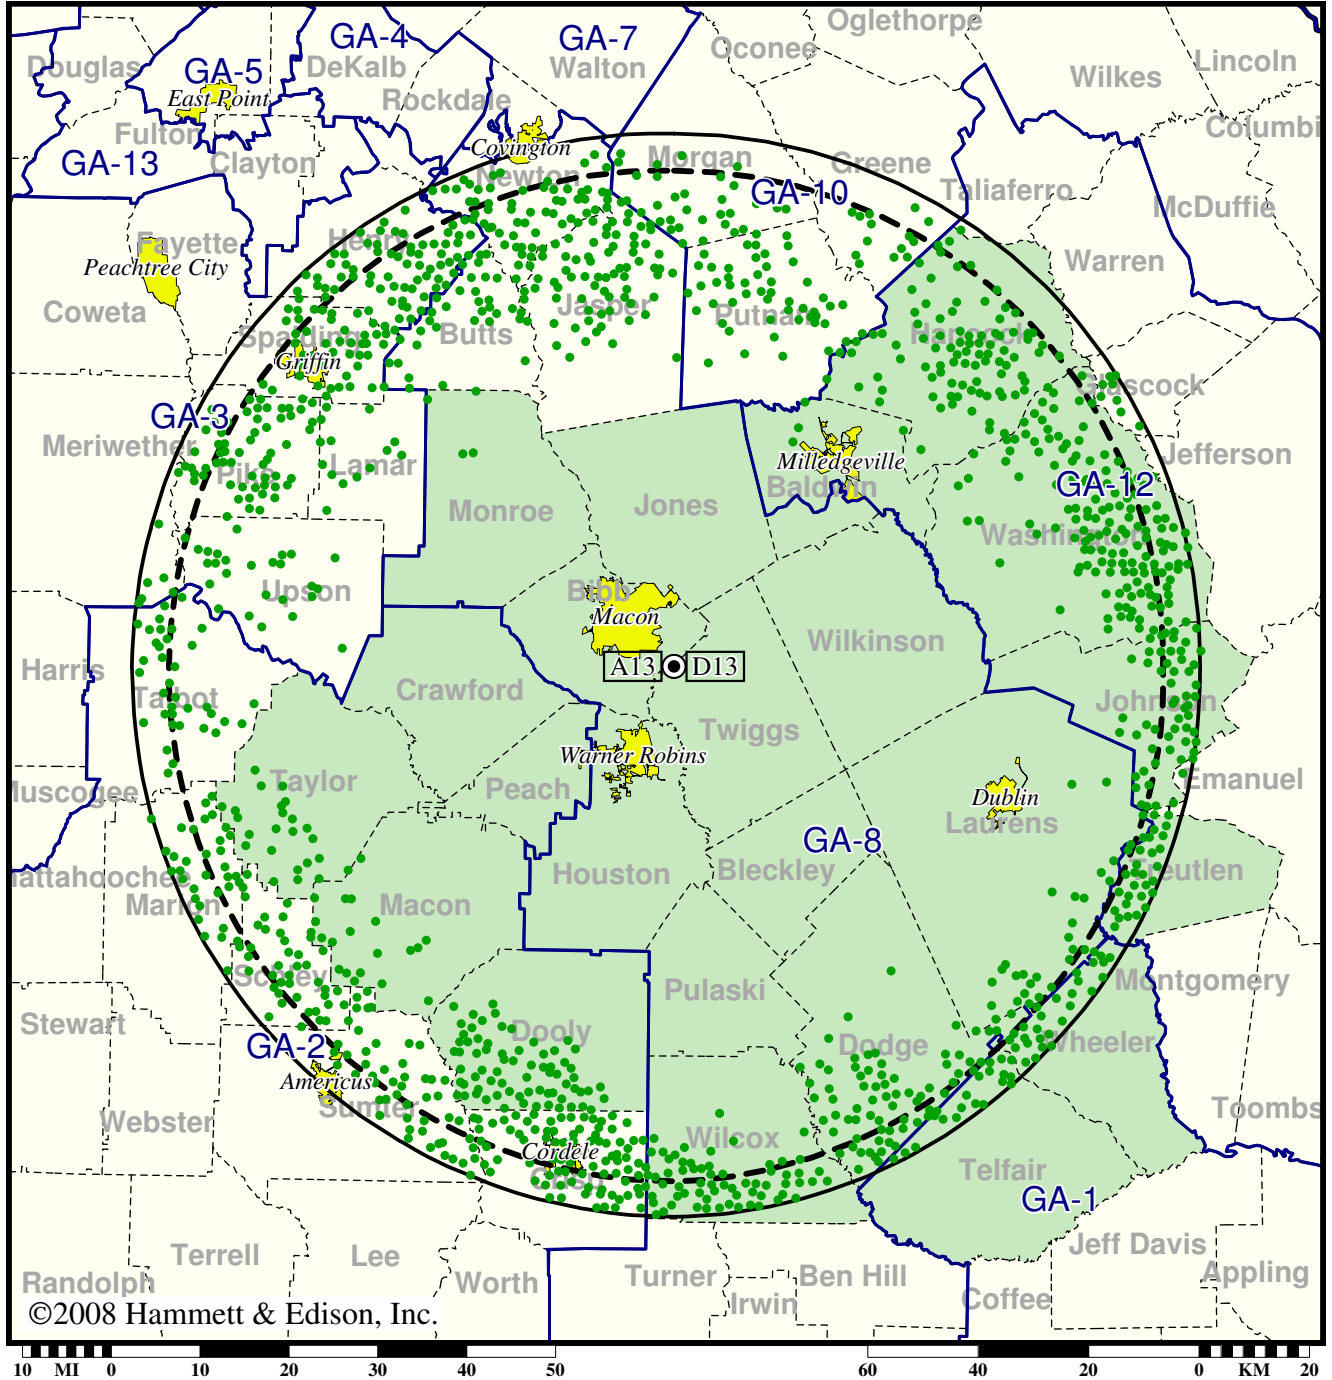 Oglethorpe
GA-4
GA-7
Oconee
Lincoln
Douglas
GA-5
DeKalb
Walton
Wilkes
East Point
Rockdale
Fulton
Covington
GA-13
Clayton
Newton
Morgan
Greene
GA-10
Taliaferro
McDuffie
Fayette
Henry
Peachtree City
Warren
Coweta
Spalding
Butts
Jasper
Putnam
Hancock
Griffin
Glascock
GA-3
Meriwether
Pike
Lamar
Milledgeville
Baldwin
Jefferson
GA-12
Monroe
Jones
Washington
Upson
Bibb
Macon
Wilkinson
Harris
A13 D13
Talbot
Crawford
Johnson
Twiggs
Warner Robins
Taylor
Peach
Emanuel
Muscogee
Dublin
Laurens
GA-8
Houston
Bleckley
Treutlen
Marion
Macon
Schley
Pulaski
Montgomery
Stewart
GA-2
Dooly
Dodge
Wheeler
Americus
Sumter
Webster
Toombs
Cordele
Crisp
Wilcox
Telfair
GA-1
Terrell
Lee
Jeff Davis
Randolph
Worth
Turner
Ben Hill
Appling
Irwin
Coffee
©2008 Hammett & Edison, Inc.
10 MI 0 10 20 30 40 50 60 40 20 0 KM 20